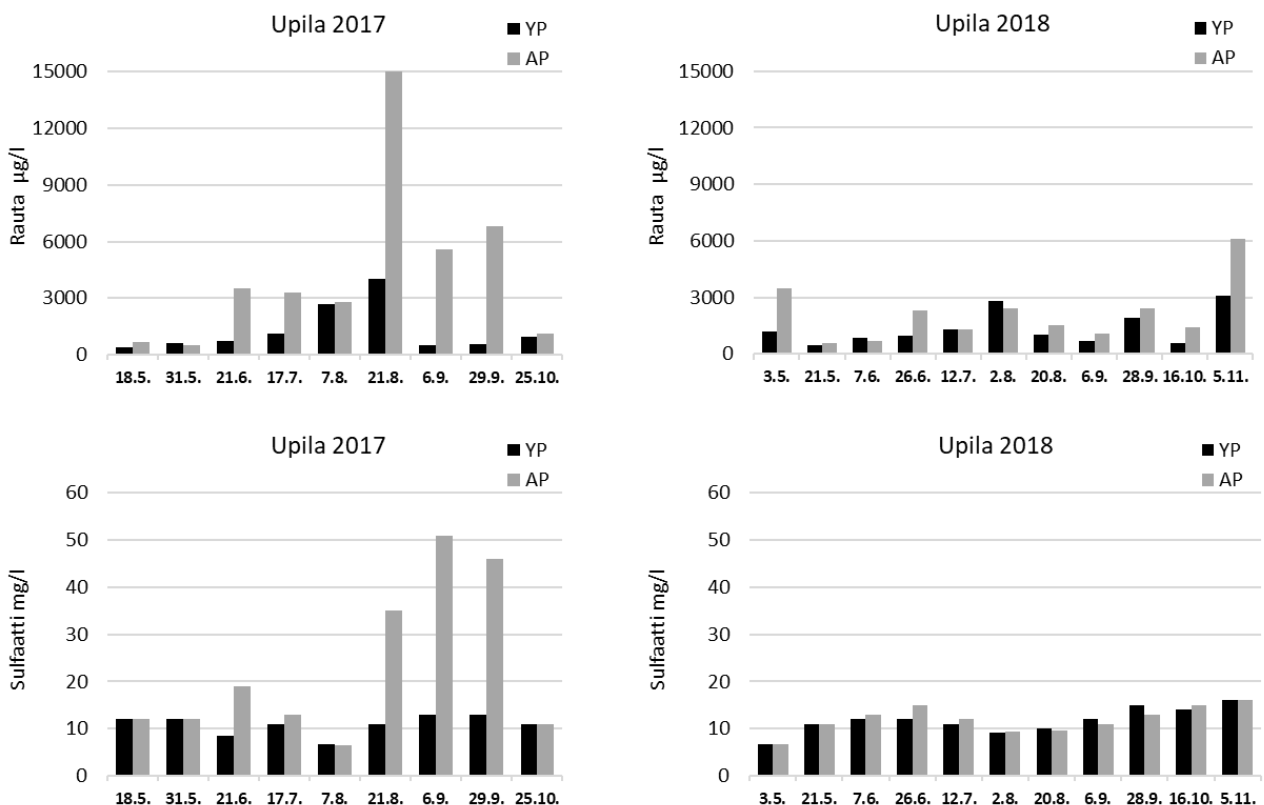 Upila 2017
YP
AP
15000
12000
9000
6000
3000
0
Rauta µg/l
18.5. 31.5. 21.6. 17.7. 7.8. 21.8. 6.9. 29.9. 25.10.
Upila 2018
YP
AP
15000
12000
9000
6000
3000
0
Rauta µg/l
3.5. 21.5. 7.6. 26.6. 12.7. 2.8. 20.8. 6.9. 28.9. 16.10. 5.11.
Upila 2017
YP
AP
60
50
40
30
20
10
0
Sulfaatti mg/l
18.5. 31.5. 21.6. 17.7. 7.8. 21.8. 6.9. 29.9. 25.10.
Upila 2018
YP
AP
60
50
40
30
20
10
0
Sulfaatti mg/l
3.5. 21.5. 7.6. 26.6. 12.7. 2.8. 20.8. 6.9. 28.9. 16.10. 5.11.